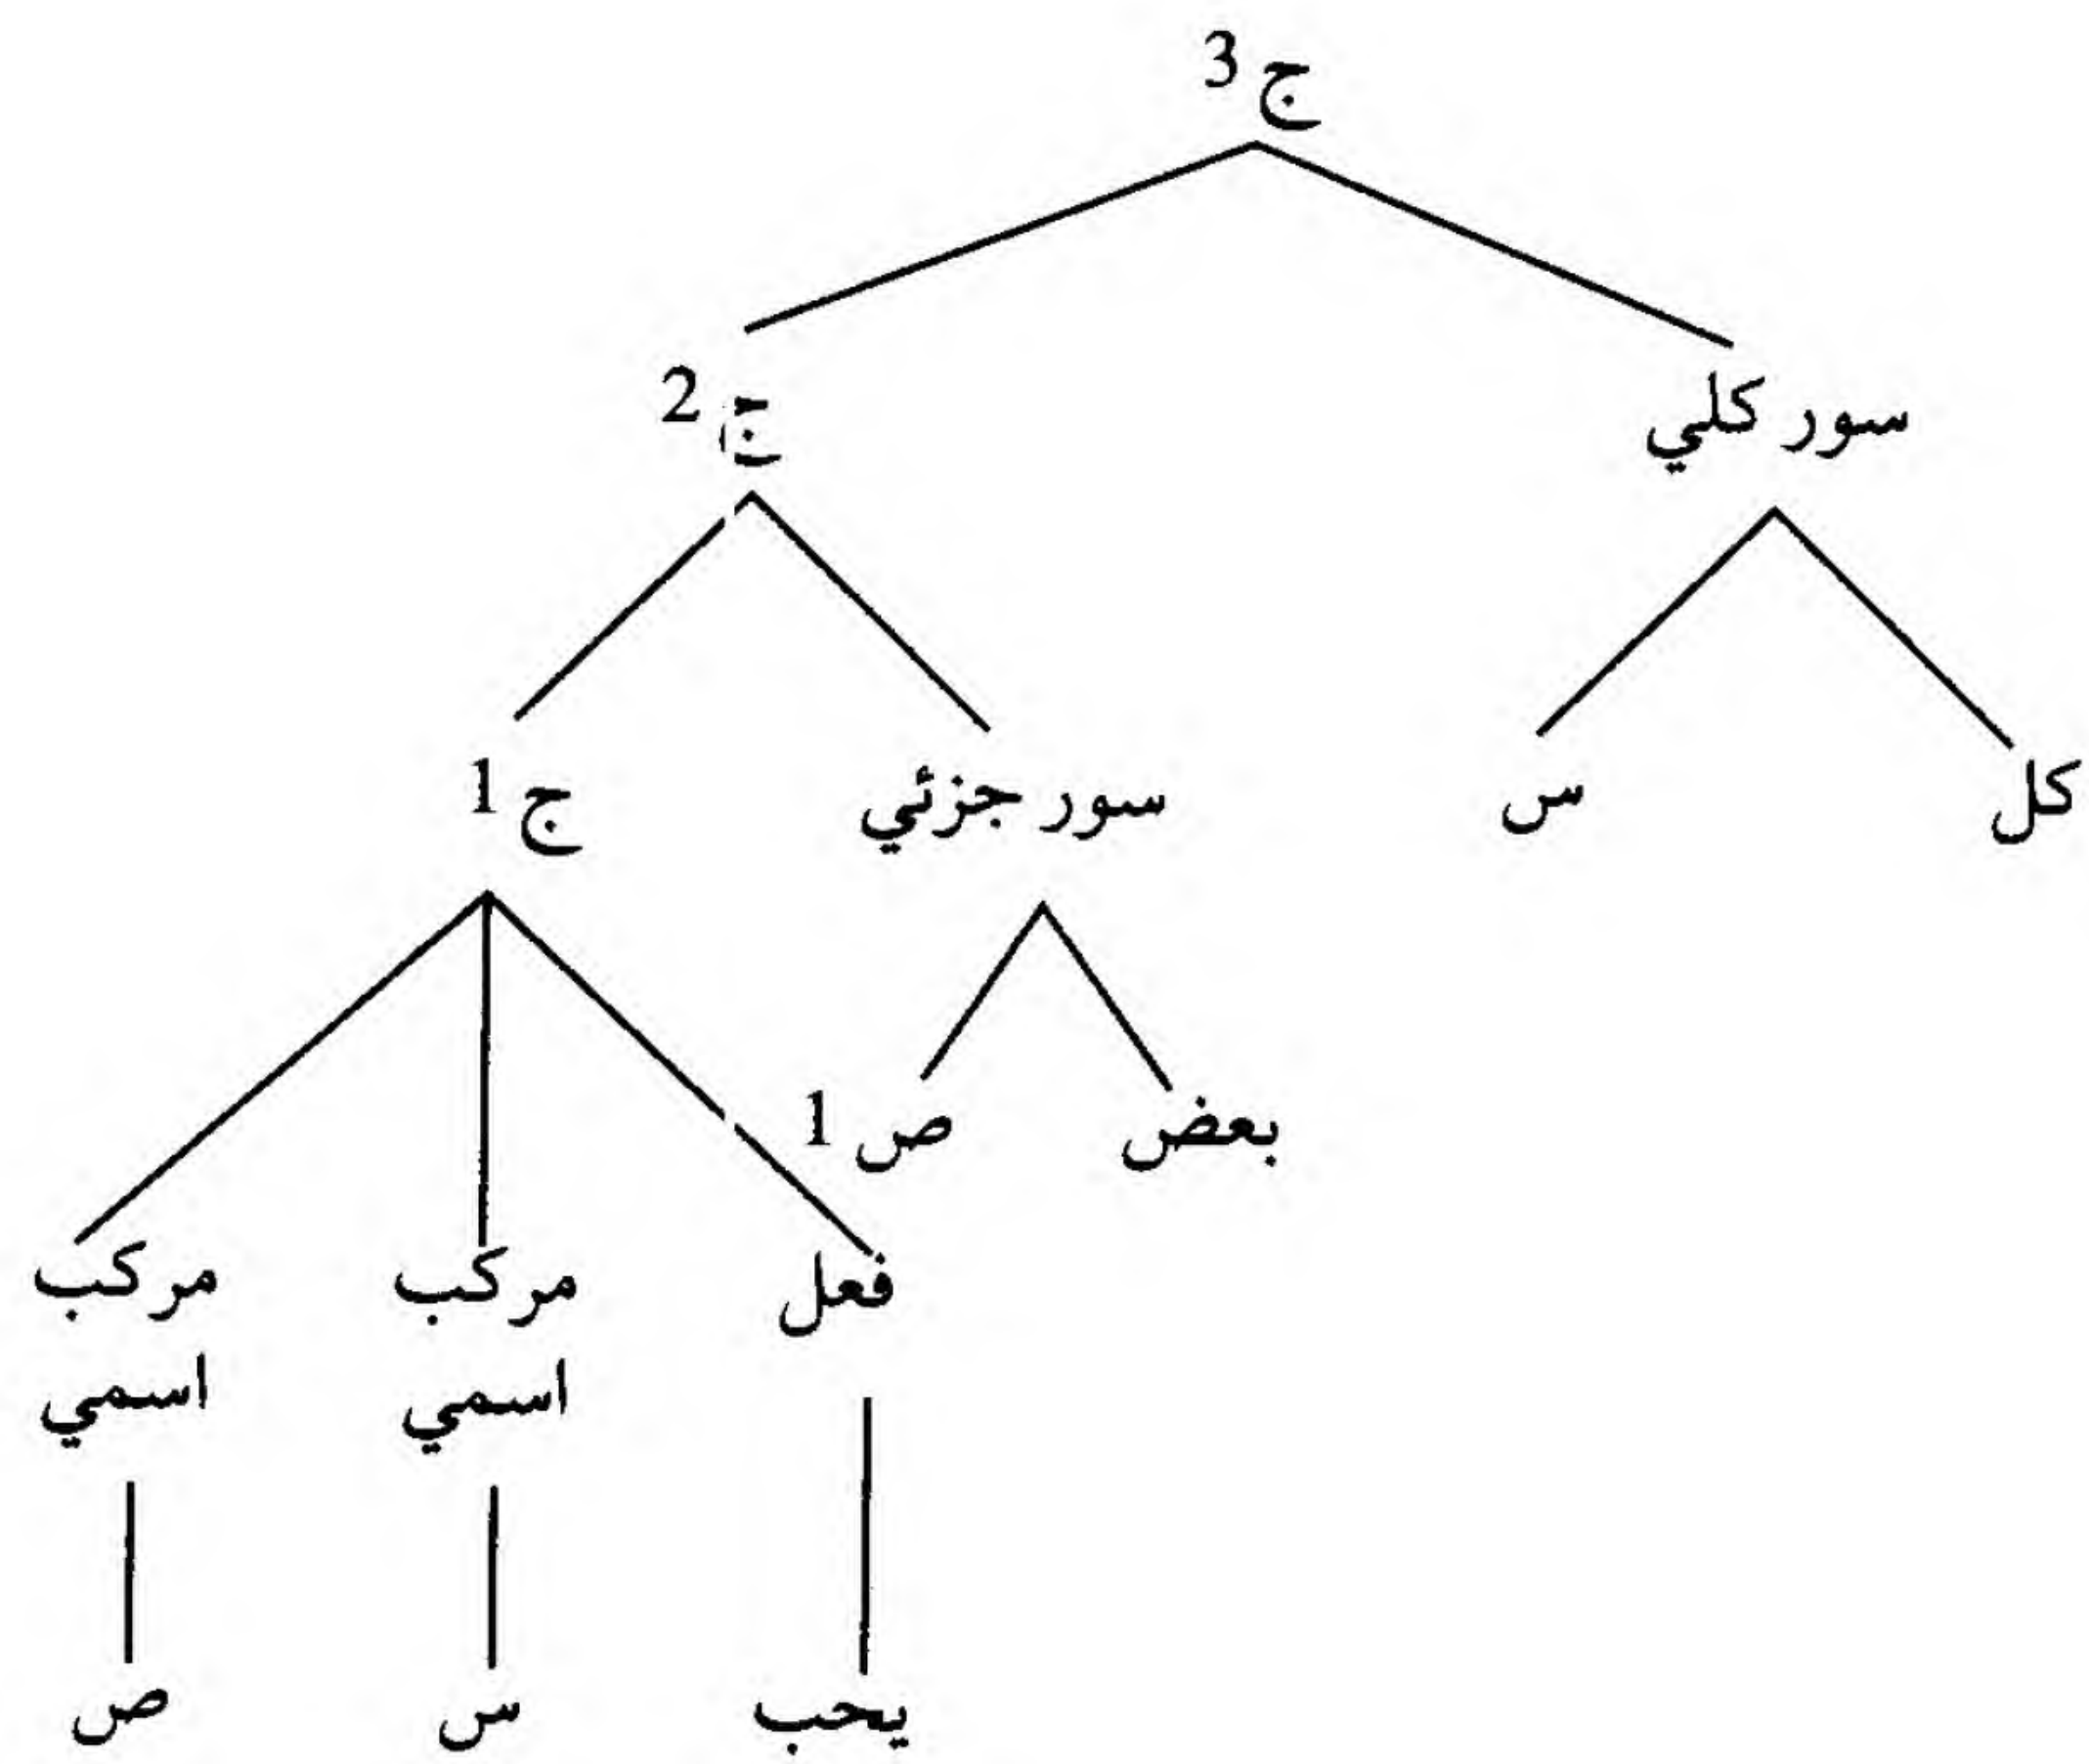 ج 3
سور كلي
ج 2
كل
س
سور جزئي
ج 1
بعض
ص 1
فعل
مركب اسمي
مركب اسمي
يحب
س
ص